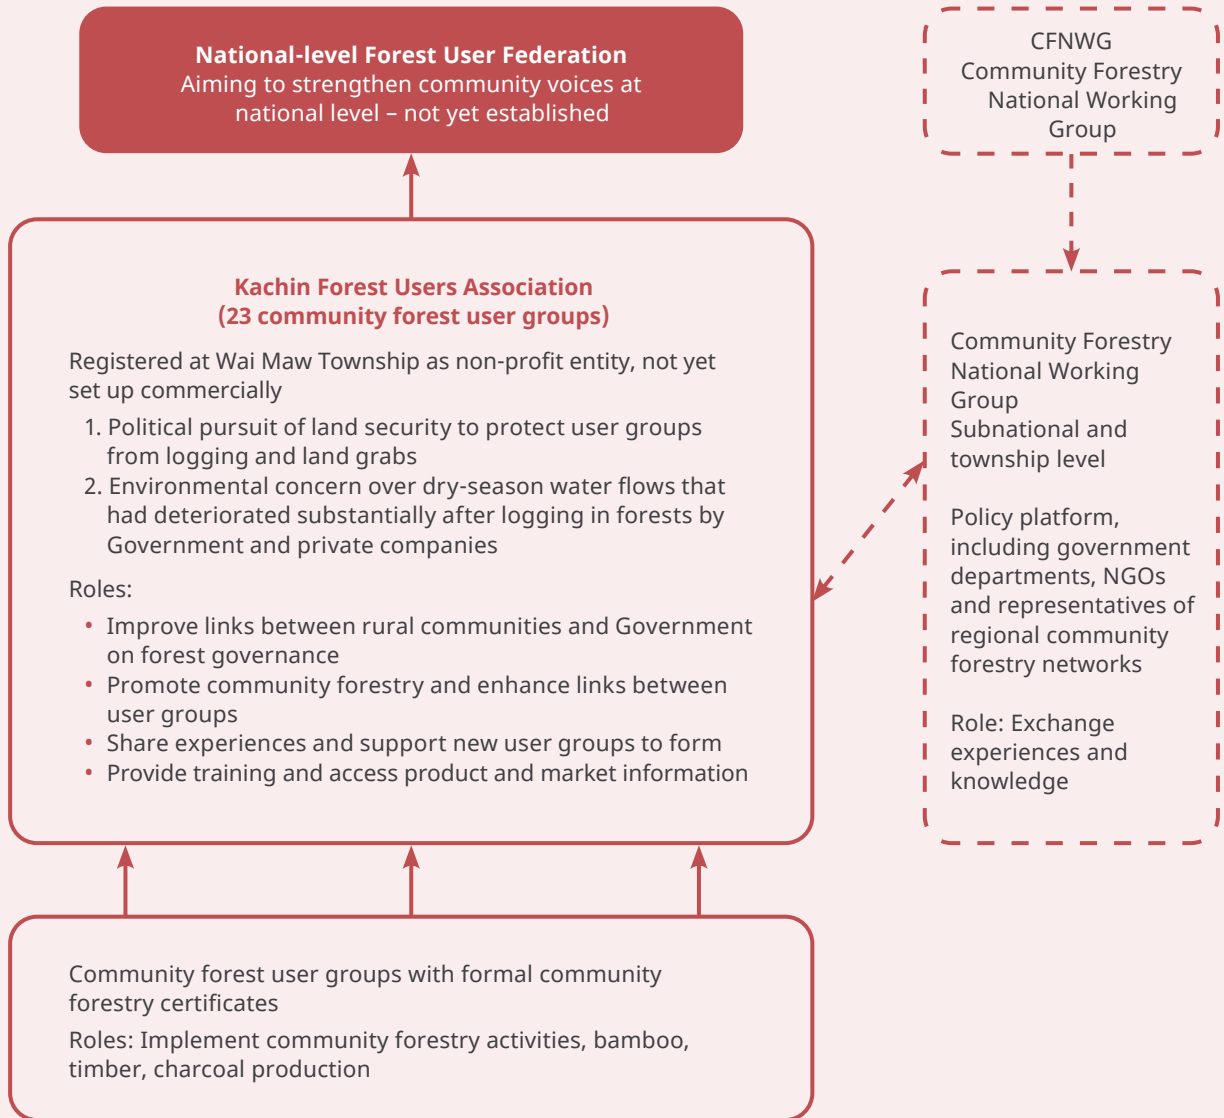 National-level Forest User Federation
Aiming to strengthen community voices at
national level – not yet established
CFNWG
Community Forestry
National Working
Group
Kachin Forest Users Association
(23 community forest user groups)
Registered at Wai Maw Township as non-profit entity, not yet
set up commercially
1. Political pursuit of land security to protect user groups
from logging and land grabs
2. Environmental concern over dry-season water flows that
had deteriorated substantially after logging in forests by
Government and private companies
Roles:
• Improve links between rural communities and Government
on forest governance
• Promote community forestry and enhance links between
user groups
• Share experiences and support new user groups to form
• Provide training and access product and market information
Community Forestry
National Working
Group
Subnational and
township level
Policy platform,
including government
departments, NGOs
and representatives of
regional community
forestry networks
Role: Exchange
experiences and
knowledge
Community forest user groups with formal community
forestry certificates
Roles: Implement community forestry activities, bamboo,
timber, charcoal production